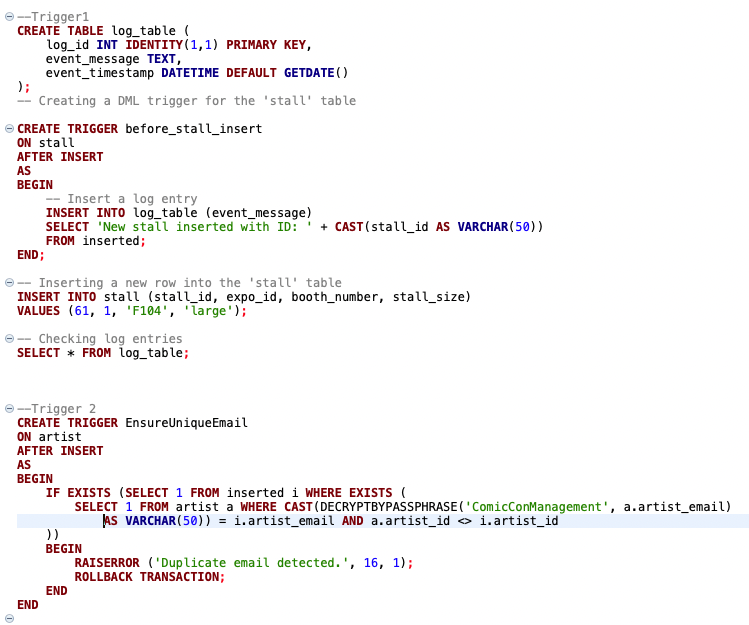 --Trigger1
CREATE TABLE log_table (
    log_id INT IDENTITY(1,1) PRIMARY KEY,
    event_message TEXT,
    event_timestamp DATETIME DEFAULT GETDATE()
);
-- Creating a DML trigger for the 'stall' table
CREATE TRIGGER before_stall_insert
ON stall
AFTER INSERT
AS
BEGIN
    -- Insert a log entry
    INSERT INTO log_table (event_message)
    SELECT 'New stall inserted with ID: ' + CAST(stall_id AS VARCHAR(50))
    FROM inserted;
END;
-- Inserting a new row into the 'stall' table
INSERT INTO stall (stall_id, expo_id, booth_number, stall_size)
VALUES (61, 1, 'F104', 'large');
-- Checking log entries
SELECT * FROM log_table;
--Trigger 2
CREATE TRIGGER EnsureUniqueEmail
ON artist
AFTER INSERT
AS
BEGIN
    IF EXISTS (SELECT 1 FROM inserted i WHERE EXISTS (
        SELECT 1 FROM artist a WHERE CAST(DECRYPTBYPASSPHRASE('ComicConManagement', a.artist_email)
            AS VARCHAR(50)) = i.artist_email AND a.artist_id <> i.artist_id
    ))
    BEGIN
        RAISERROR ('Duplicate email detected.', 16, 1);
        ROLLBACK TRANSACTION;
    END
END